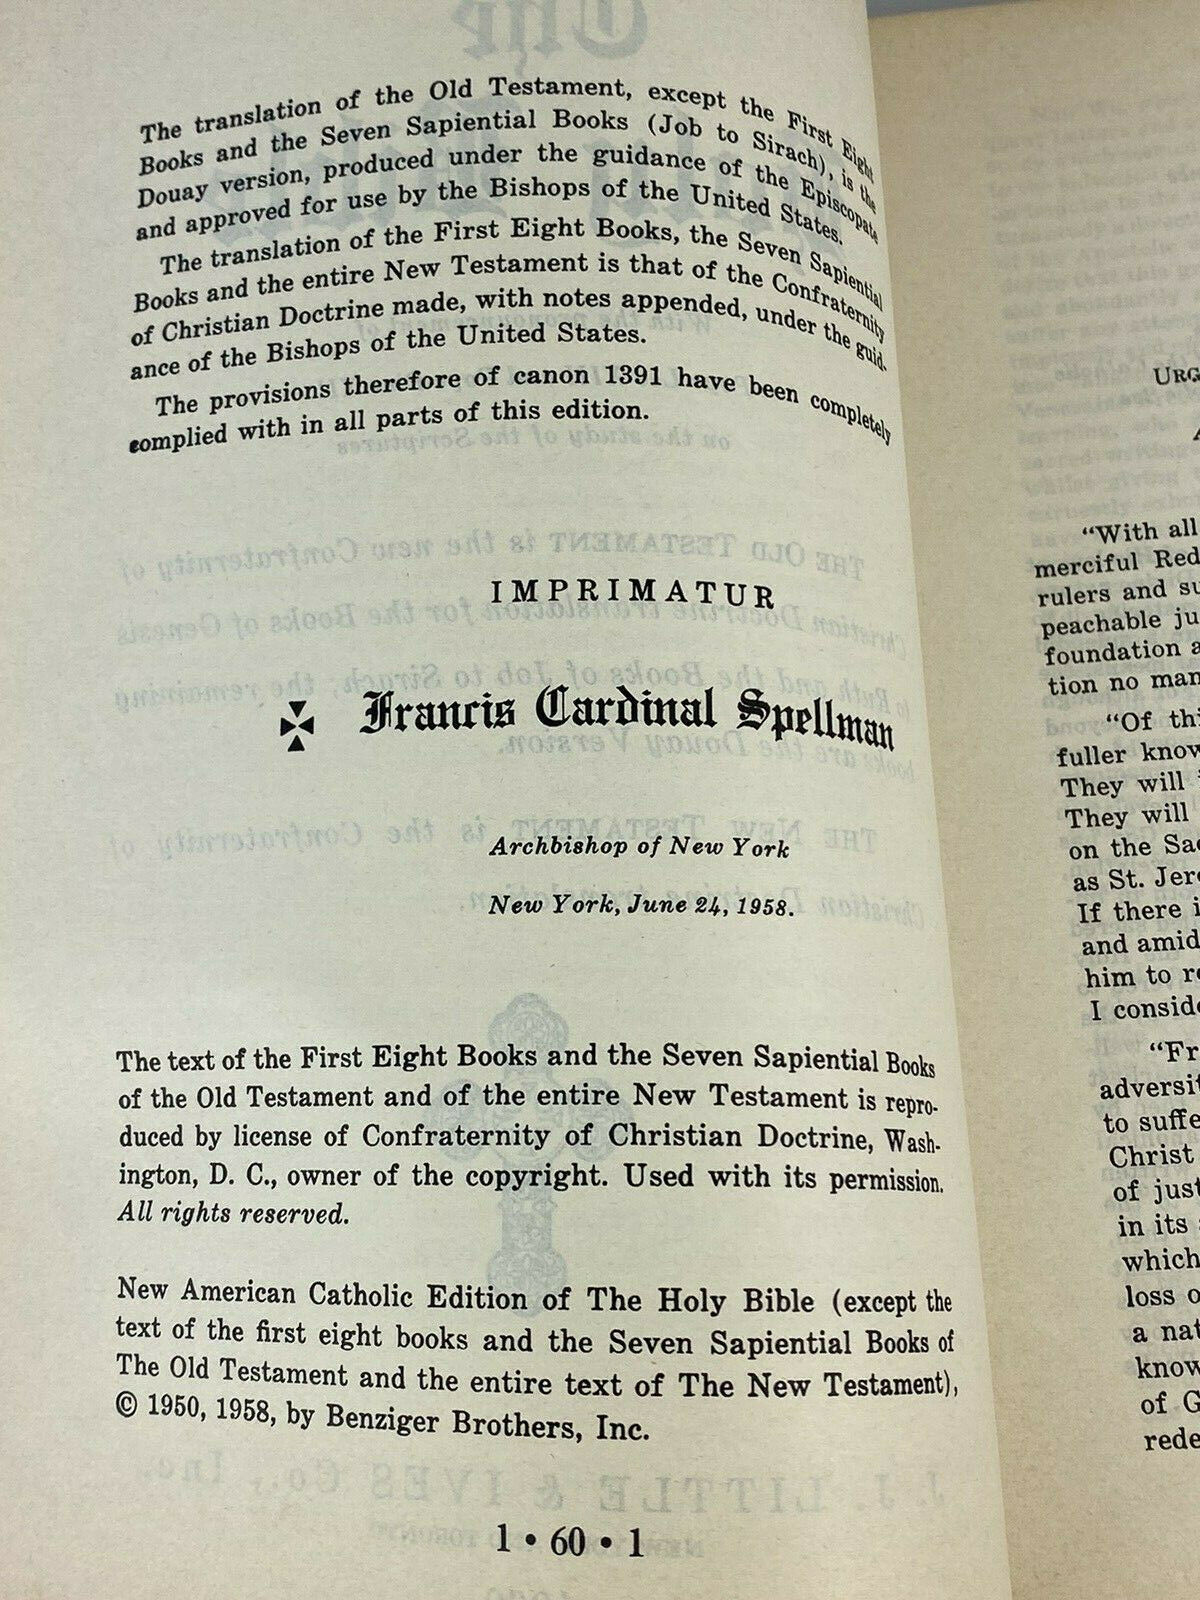 The translation of the Old Testament, except the First Eight
Books and the Seven Sapiential Books (Job to Sirach), is the
Douay version, produced under the guidance of the Episcopate
and approved for use by the Bishops of the United States.
The translation of the First Eight Books, the Seven Sapiential
Books and the entire New Testament is that of the Confraternity
of Christian Doctrine made, with notes appended, under the guid-
ance of the Bishops of the United States.
The provisions therefore of canon 1391 have been completely
complied with in all parts of this edition.
IMPRIMATUR
✠ Francis Cardinal Spellman
Archbishop of New York
New York, June 24, 1958.
The text of the First Eight Books and the Seven Sapiential Books
of the Old Testament and of the entire New Testament is repro-
duced by license of Confraternity of Christian Doctrine, Wash-
ington, D. C., owner of the copyright. Used with its permission.
All rights reserved.
New American Catholic Edition of The Holy Bible (except the
text of the first eight books and the Seven Sapiential Books of
The Old Testament and the entire text of The New Testament),
© 1950, 1958, by Benziger Brothers, Inc.
1 • 60 • 1
URG
"With all
merciful Red
rulers and su
peachable ju
foundation a
tion no man
"Of thi
fuller know
They will
They will
on the Sac
as St. Jer
If there i
and amid
him to re
I conside
"Fr
adversit
to suffe
Christ
of just
in its
which
loss o
a nat
know
of G
rede